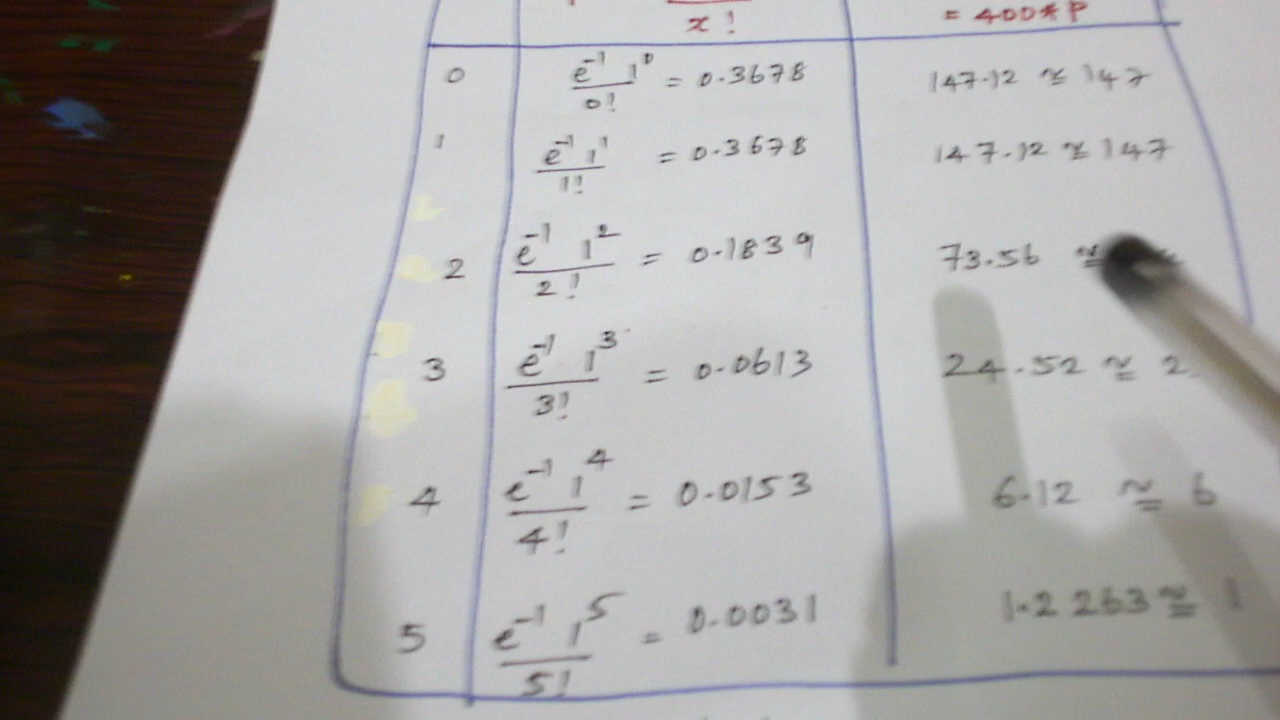 x! = 400*P
0 e⁻¹ 1⁰ / 0! = 0.3678 147.12 ≅ 147
1 e⁻¹ 1¹ / 1! = 0.3678 147.12 ≅ 147
2 e⁻¹ 1² / 2! = 0.1839 73.56 ≅
3 e⁻¹ 1³ / 3! = 0.0613 24.52 ≅ 2
4 e⁻¹ 1⁴ / 4! = 0.0153 6.12 ≅ 6
5 e⁻¹ 1⁵ / 5! = 0.0031 1.2263 ≅ 1